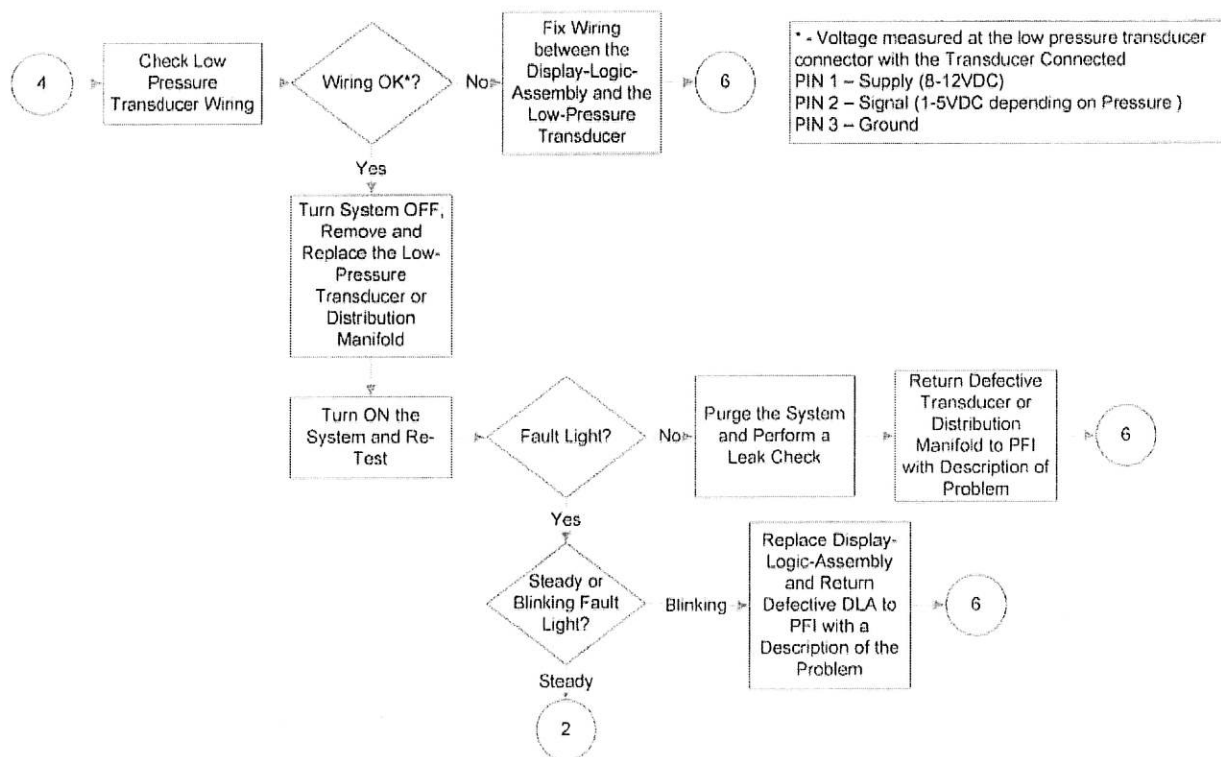 4
Check Low
Pressure
Transducer Wiring
Wiring OK*?
No
Fix Wiring
between the
Display-Logic-
Assembly and the
Low-Pressure
Transducer
6
* - Voltage measured at the low pressure transducer
connector with the Transducer Connected
PIN 1 – Supply (8-12VDC)
PIN 2 – Signal (1-5VDC depending on Pressure )
PIN 3 – Ground
Yes
Turn System OFF,
Remove and
Replace the Low-
Pressure
Transducer or
Distribution
Manifold
Turn ON the
System and Re-
Test
Fault Light?
No
Purge the System
and Perform a
Leak Check
Return Defective
Transducer or
Distribution
Manifold to PFI
with Description of
Problem
6
Yes
Steady or
Blinking Fault
Light?
Blinking
Replace Display-
Logic-Assembly
and Return
Defective DLA to
PFI with a
Description of the
Problem
6
Steady
2